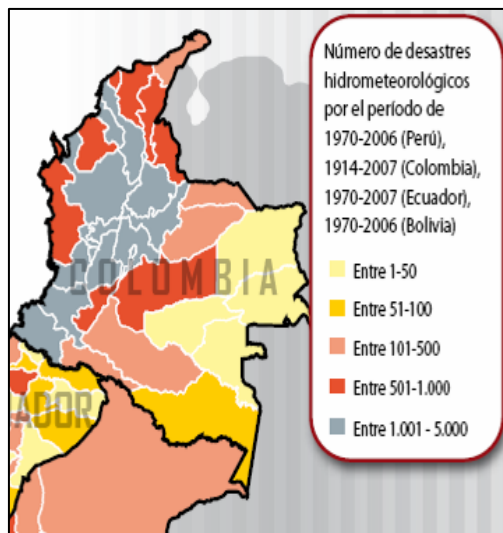 Número de desastres
hidrometeorológicos
por el período de
1970-2006 (Perú),
1914-2007 (Colombia),
1970-2007 (Ecuador),
1970-2006 (Bolivia)
Entre 1-50
Entre 51-100
Entre 101-500
Entre 501-1.000
Entre 1.001 - 5.000
COLOMBIA
ADOR